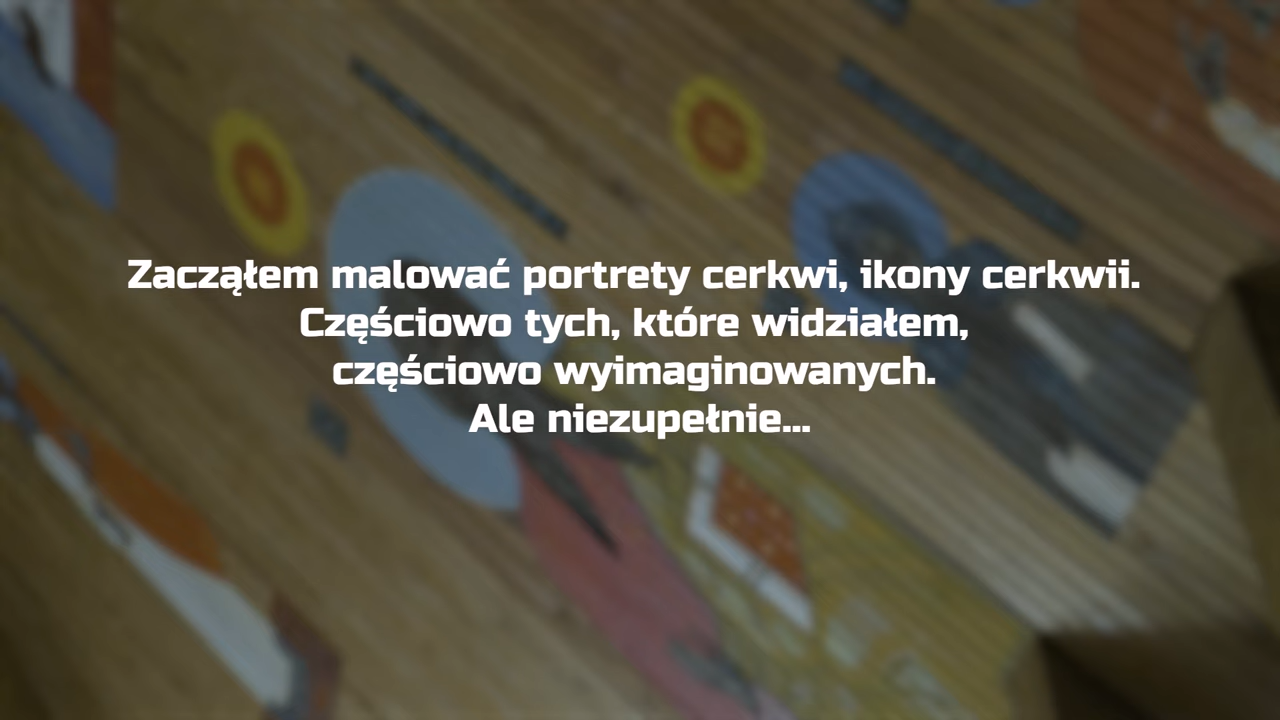 Zacząłem malować portrety cerkwi, ikony cerkwii.
Częściowo tych, które widziałem,
częściowo wyimaginowanych.
Ale niezupełnie...